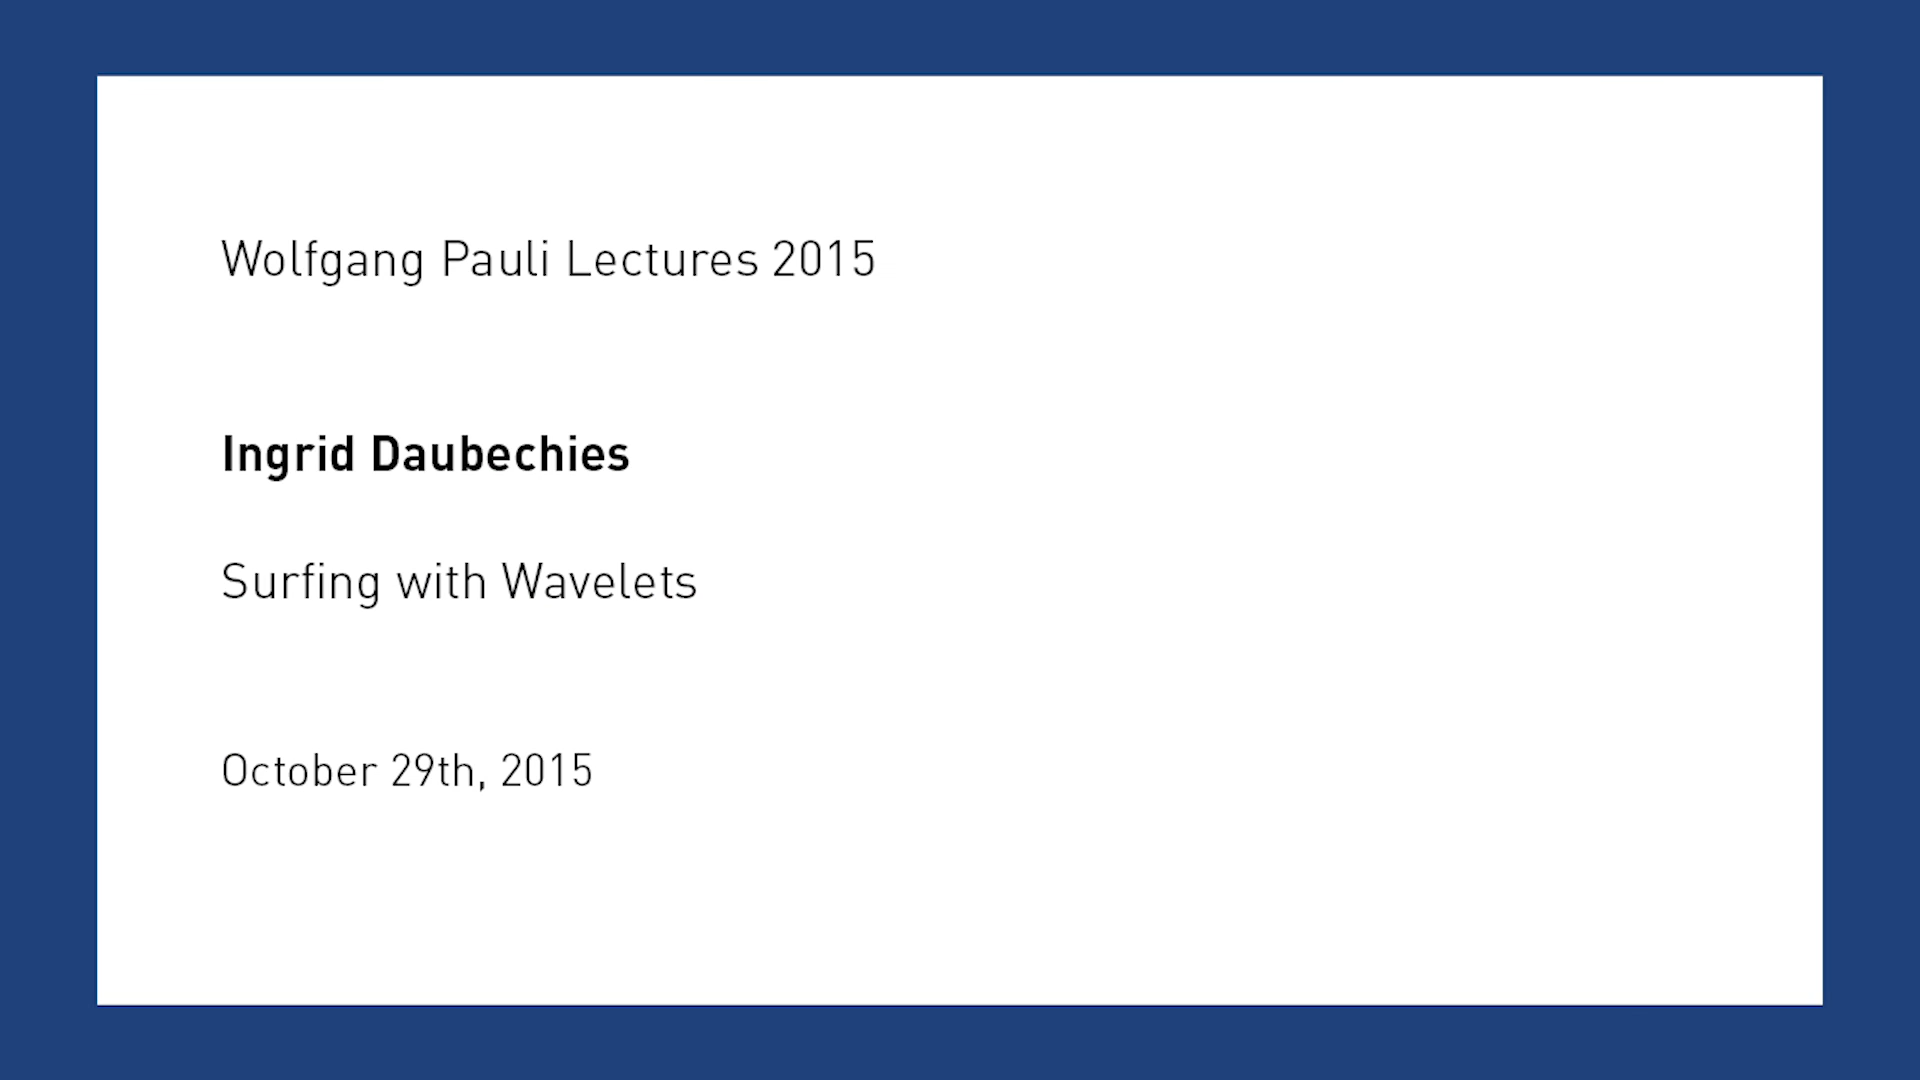 Wolfgang Pauli Lectures 2015
Ingrid Daubechies
Surfing with Wavelets
October 29th, 2015